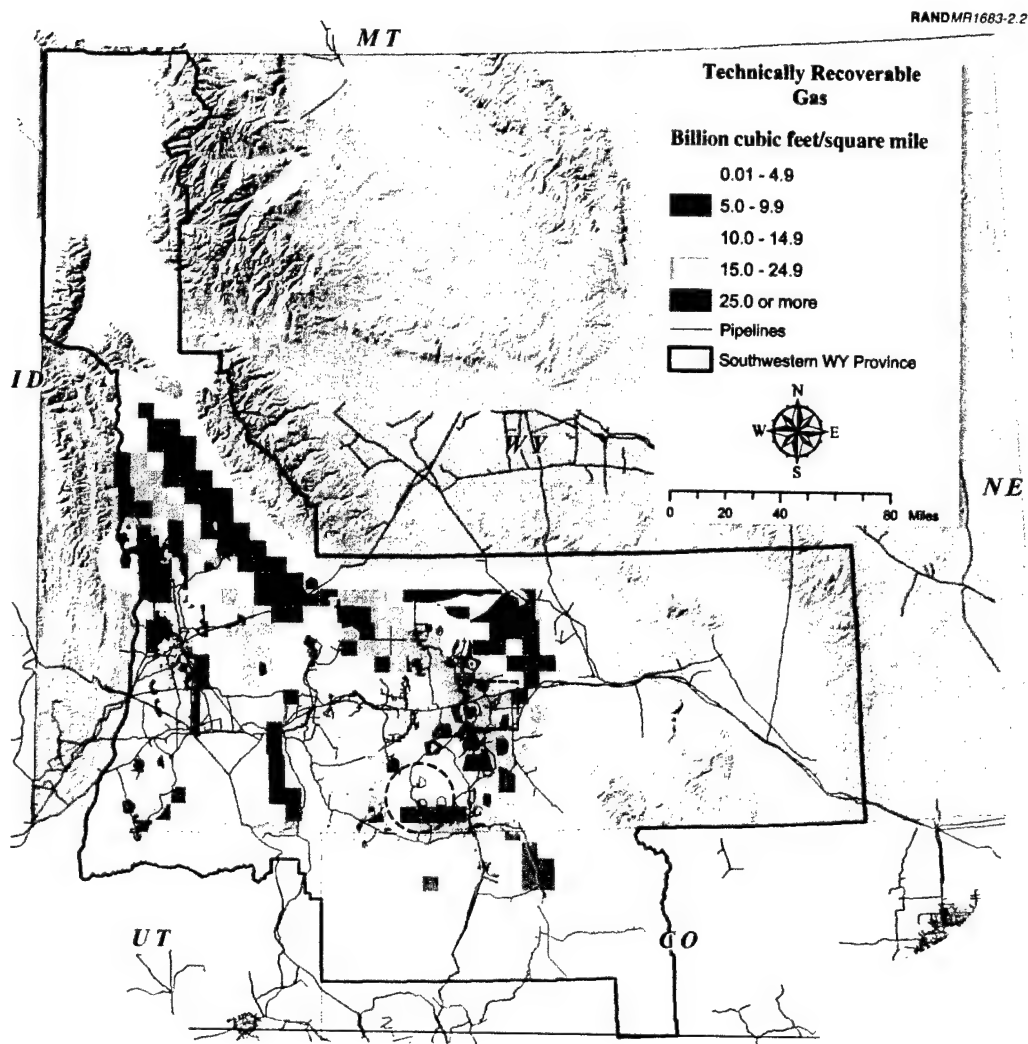 RANDMR1683-2.2
MT
Technically Recoverable
Gas
Billion cubic feet/square mile
0.01 - 4.9
5.0 - 9.9
10.0 - 14.9
15.0 - 24.9
25.0 or more
Pipelines
Southwestern WY Province
ID
N
W E
S
WY
NE
0 40 80 Miles
UT
CO